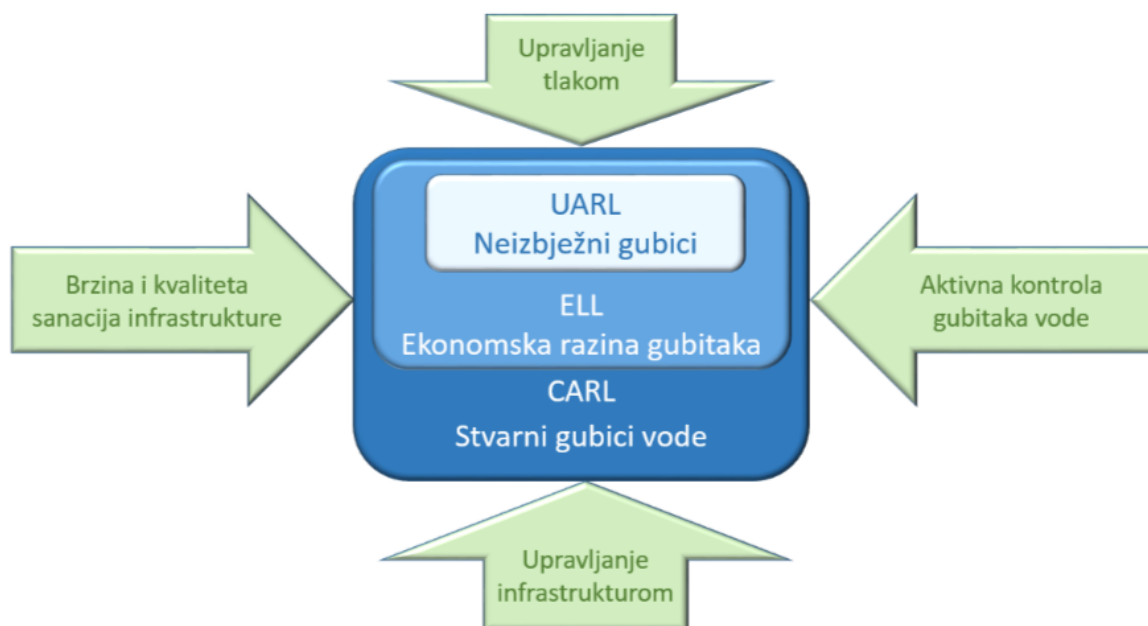 Upravljanje
tlakom
UARL
Neizbježni gubici
Brzina i kvaliteta
sanacija infrastrukture
Aktivna kontrola
gubitaka vode
ELL
Ekonomska razina gubitaka
CARL
Stvarni gubici vode
Upravljanje
infrastrukturom